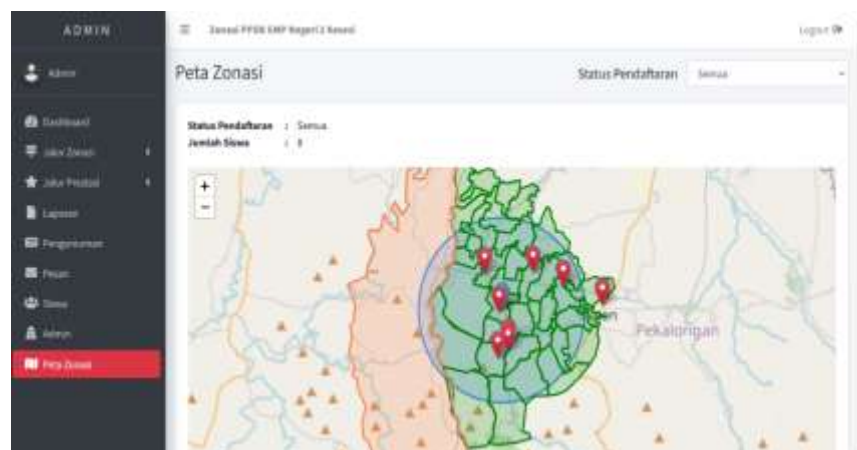 ADMIN
Zonasi PPDB SMP Negeri 2 Kesesi
Logout
Admin
Peta Zonasi
Status Pendaftaran
Semua
Dashboard
Jalur Zonasi
Jalur Prestasi
Laporan
Pengumuman
Pesan
Siswa
Admin
Peta Zonasi
Status Pendaftaran : Semua
Jumlah Siswa : 8
+
−
Pekalongan